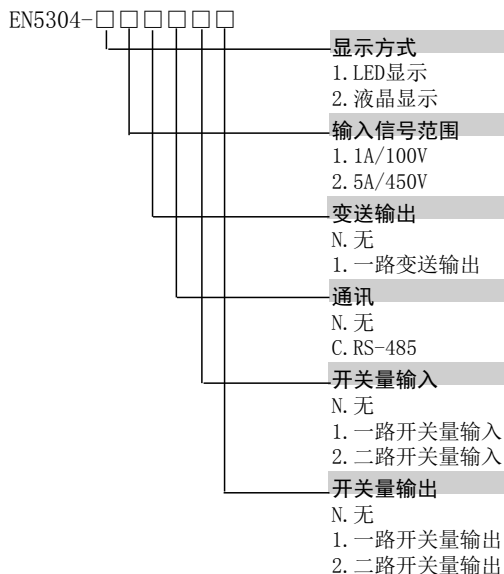 EN5304-□□□□□□
显示方式
1.LED显示
2.液晶显示
输入信号范围
1.1A/100V
2.5A/450V
变送输出
N.无
1.一路变送输出
通讯
N.无
C.RS-485
开关量输入
N.无
1.一路开关量输入
2.二路开关量输入
开关量输出
N.无
1.一路开关量输出
2.二路开关量输出